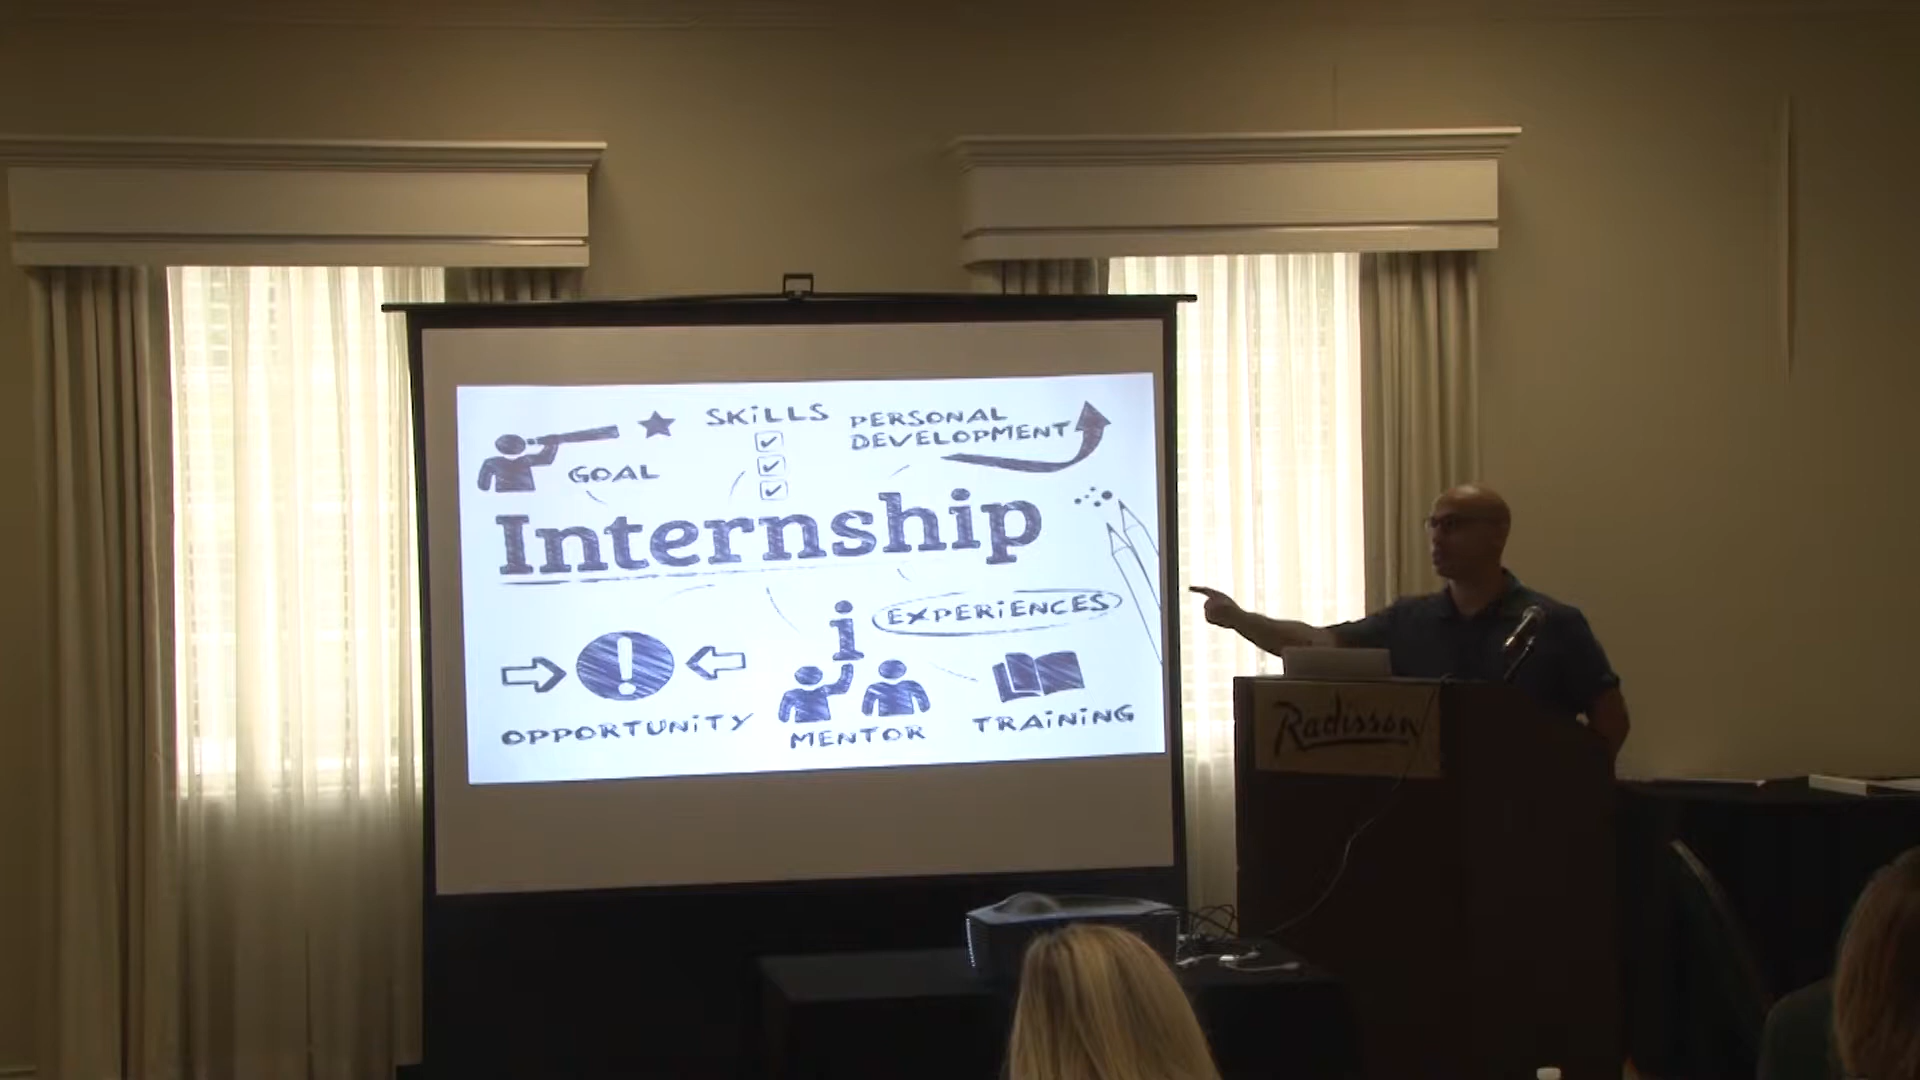 SKiLLS
PERSONAL
DEVELOPMENT
GOAL
Internship
EXPERiENCES
i
OPPORTUNiTY
MENTOR
TRAiNiNG
Radisson